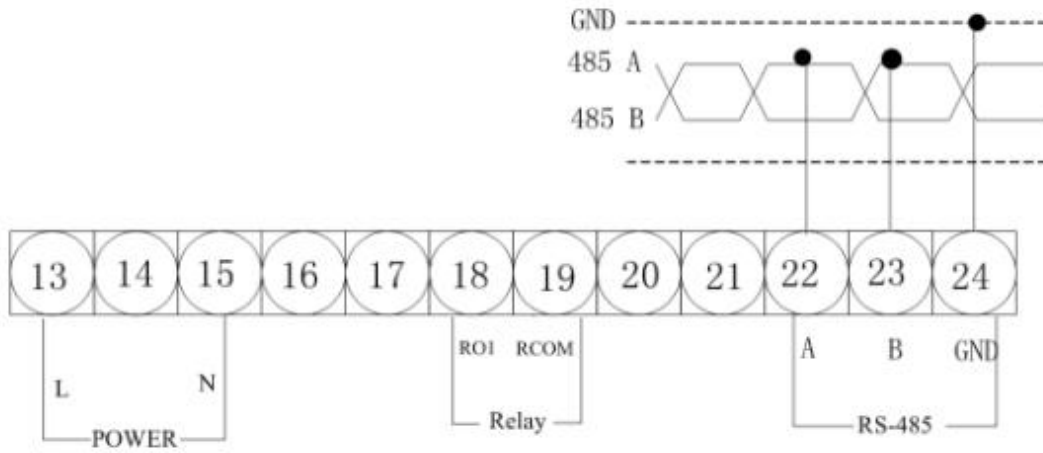 GND
485 A
485 B
13 14 15 16 17 18 19 20 21 22 23 24
RO1 RCOM A B GND
L N
POWER Relay RS-485